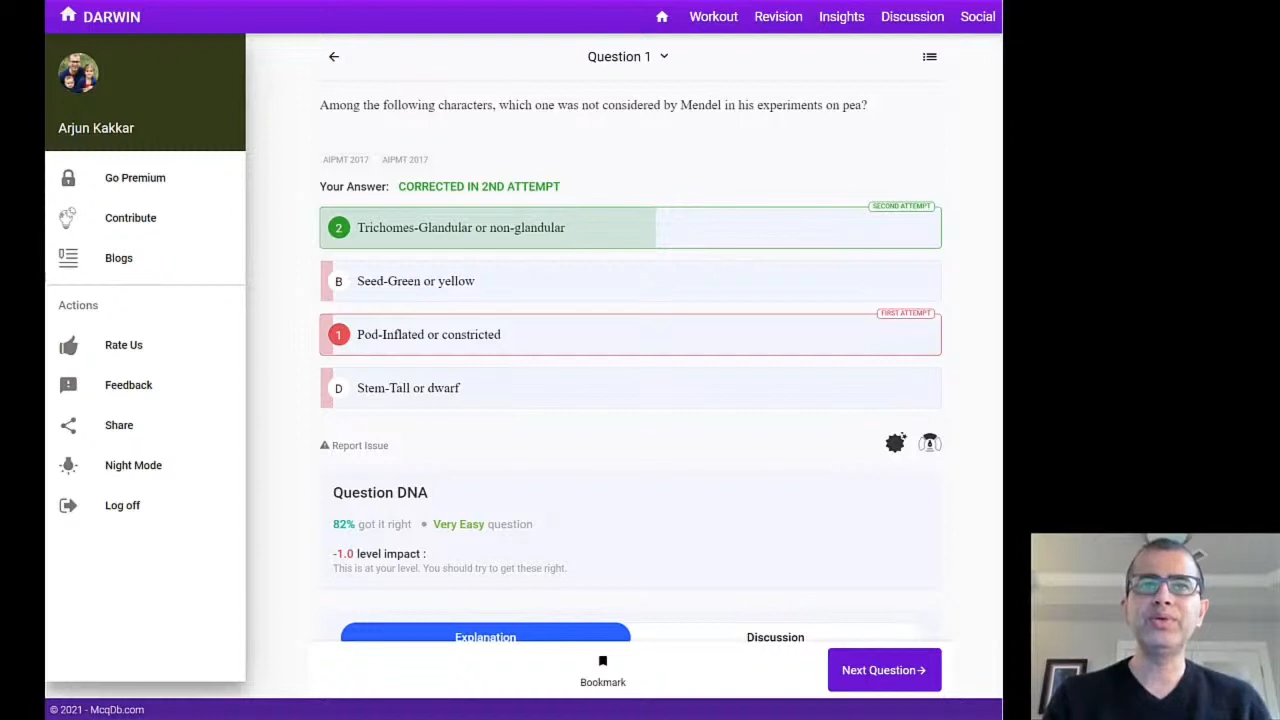 DARWIN
Workout Revision Insights Discussion Social
Arjun Kakkar
Go Premium
Contribute
Blogs
Actions
Rate Us
Feedback
Share
Night Mode
Log off
Question 1
Among the following characters, which one was not considered by Mendel in his experiments on pea?
AIPMT 2017 AIPMT 2017
Your Answer: CORRECTED IN 2ND ATTEMPT
SECOND ATTEMPT
2 Trichomes-Glandular or non-glandular
B Seed-Green or yellow
FIRST ATTEMPT
1 Pod-Inflated or constricted
D Stem-Tall or dwarf
Report Issue
Question DNA
82% got it right • Very Easy question
-1.0 level impact :
This is at your level. You should try to get these right.
Explanation Discussion
Bookmark
Next Question→
© 2021 - McqDb.com